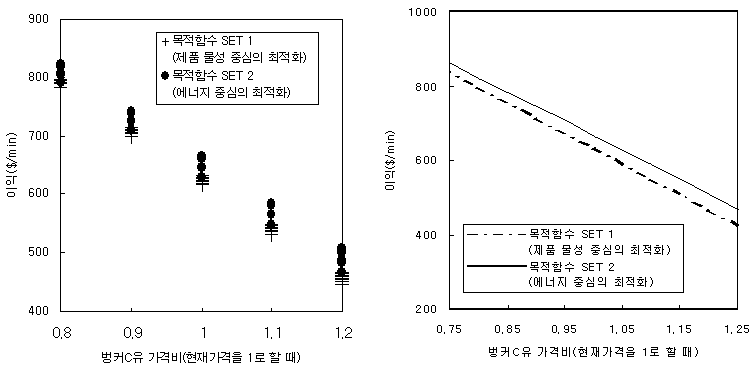 900
800
700
600
500
400
이익($/min)
목적함수 SET 1
(제품 물성 중심의 최적화)
목적함수 SET 2
(에너지 중심의 최적화)
0,8
0,9
1
1,1
1,2
벙커C유 가격비(현재가격을 1로 할 때)
1000
800
600
400
200
이익($/min)
목적함수 SET 1
(제품 물성 중심의 최적화)
목적함수 SET 2
(에너지 중심의 최적화)
0,75
0,85
0,95
1,05
1,15
1,25
벙커C유 가격비(현재가격을 1로 할 때)